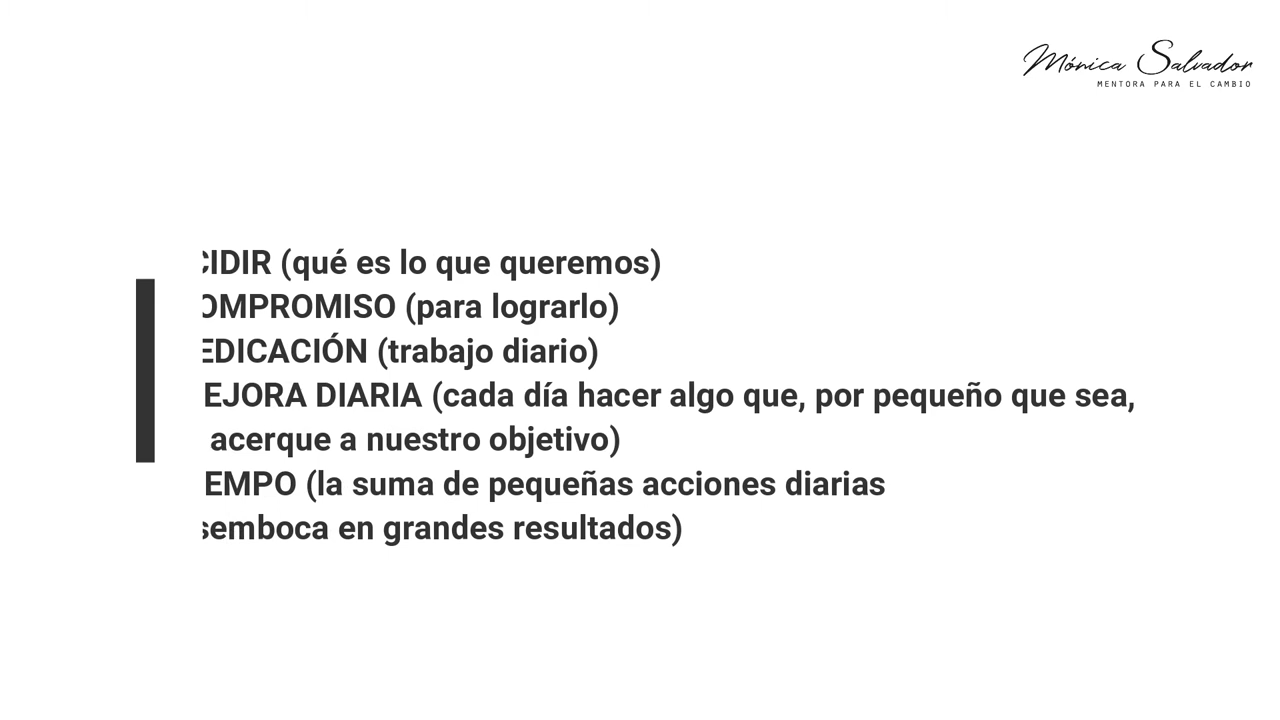 Mónica Salvador
MENTORA PARA EL CAMBIO
CIDIR (qué es lo que queremos)
OMPROMISO (para lograrlo)
EDICACIÓN (trabajo diario)
EJORA DIARIA (cada día hacer algo que, por pequeño que sea,
acerque a nuestro objetivo)
EMPO (la suma de pequeñas acciones diarias
semboca en grandes resultados)